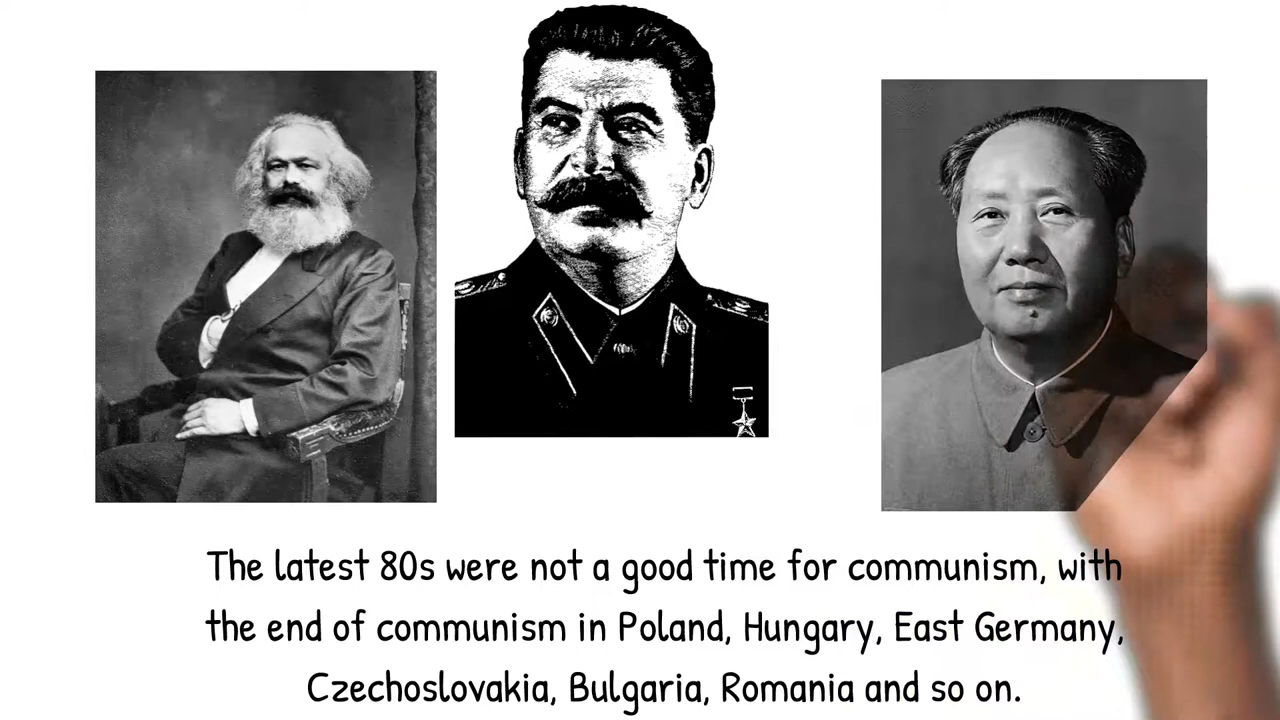 The latest 80s were not a good time for communism, with
the end of communism in Poland, Hungary, East Germany,
Czechoslovakia, Bulgaria, Romania and so on.